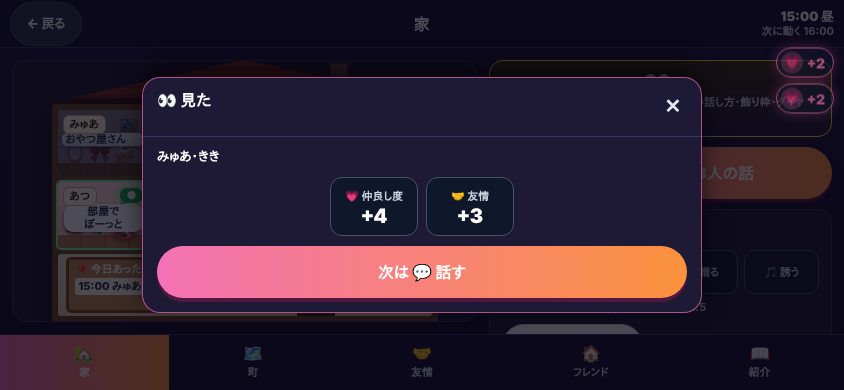 ← 戻る
家
15:00 昼
次に動く 16:00
+2
+2
話し方・飾り枠・
人の話
みゅあ
おやつ屋さん
あつ
部屋で
ぼーっと
今日あった
15:00 みゅあ
👀 見た
×
みゅあ・きき
💗 仲良し度
+4
🤝 友情
+3
次は 💬 話す
贈る
🎵 誘う
🏡
家
🗺️
町
🤝
友情
🏠
フレンド
📖
紹介